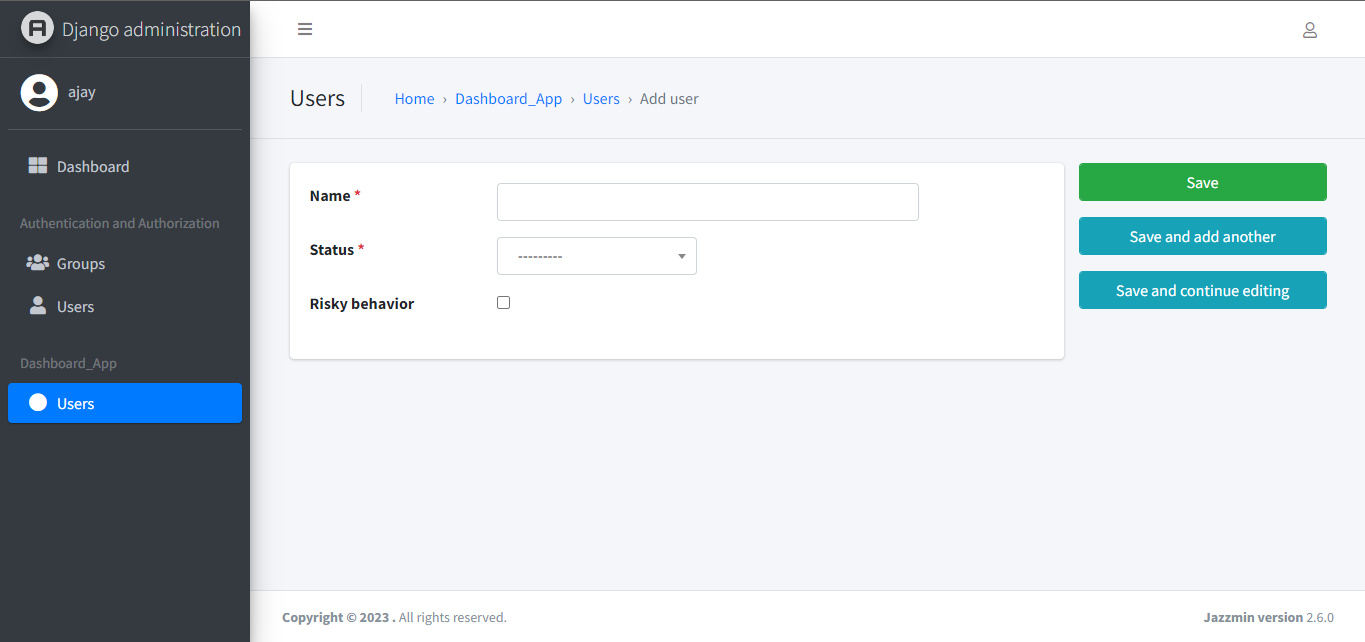 Django administration
ajay
Dashboard
Authentication and Authorization
Groups
Users
Dashboard_App
Users
Users
Home › Dashboard_App › Users › Add user
Name *
Status *
---------
Risky behavior
Save
Save and add another
Save and continue editing
Copyright © 2023 . All rights reserved.
Jazzmin version 2.6.0